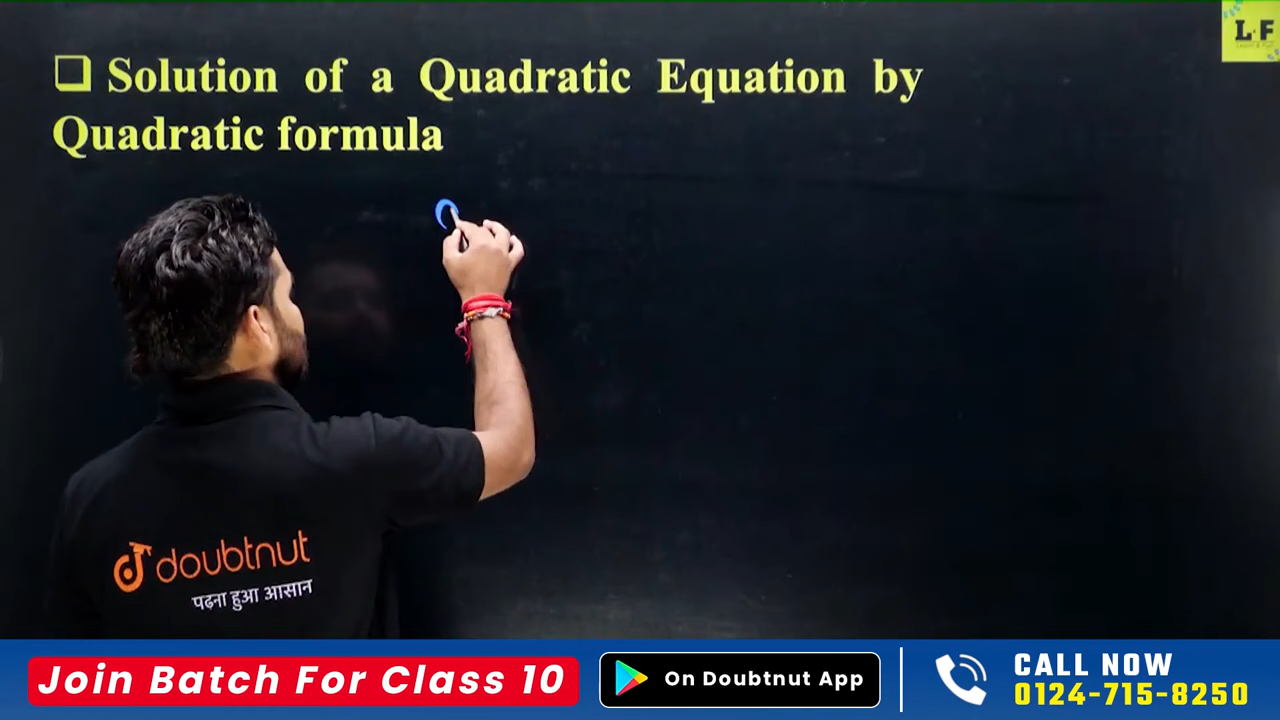 ❑ Solution of a Quadratic Equation by
Quadratic formula
L·F
doubtnut
पढ़ना हुआ आसान
Join Batch For Class 10
On Doubtnut App
CALL NOW
0124-715-8250